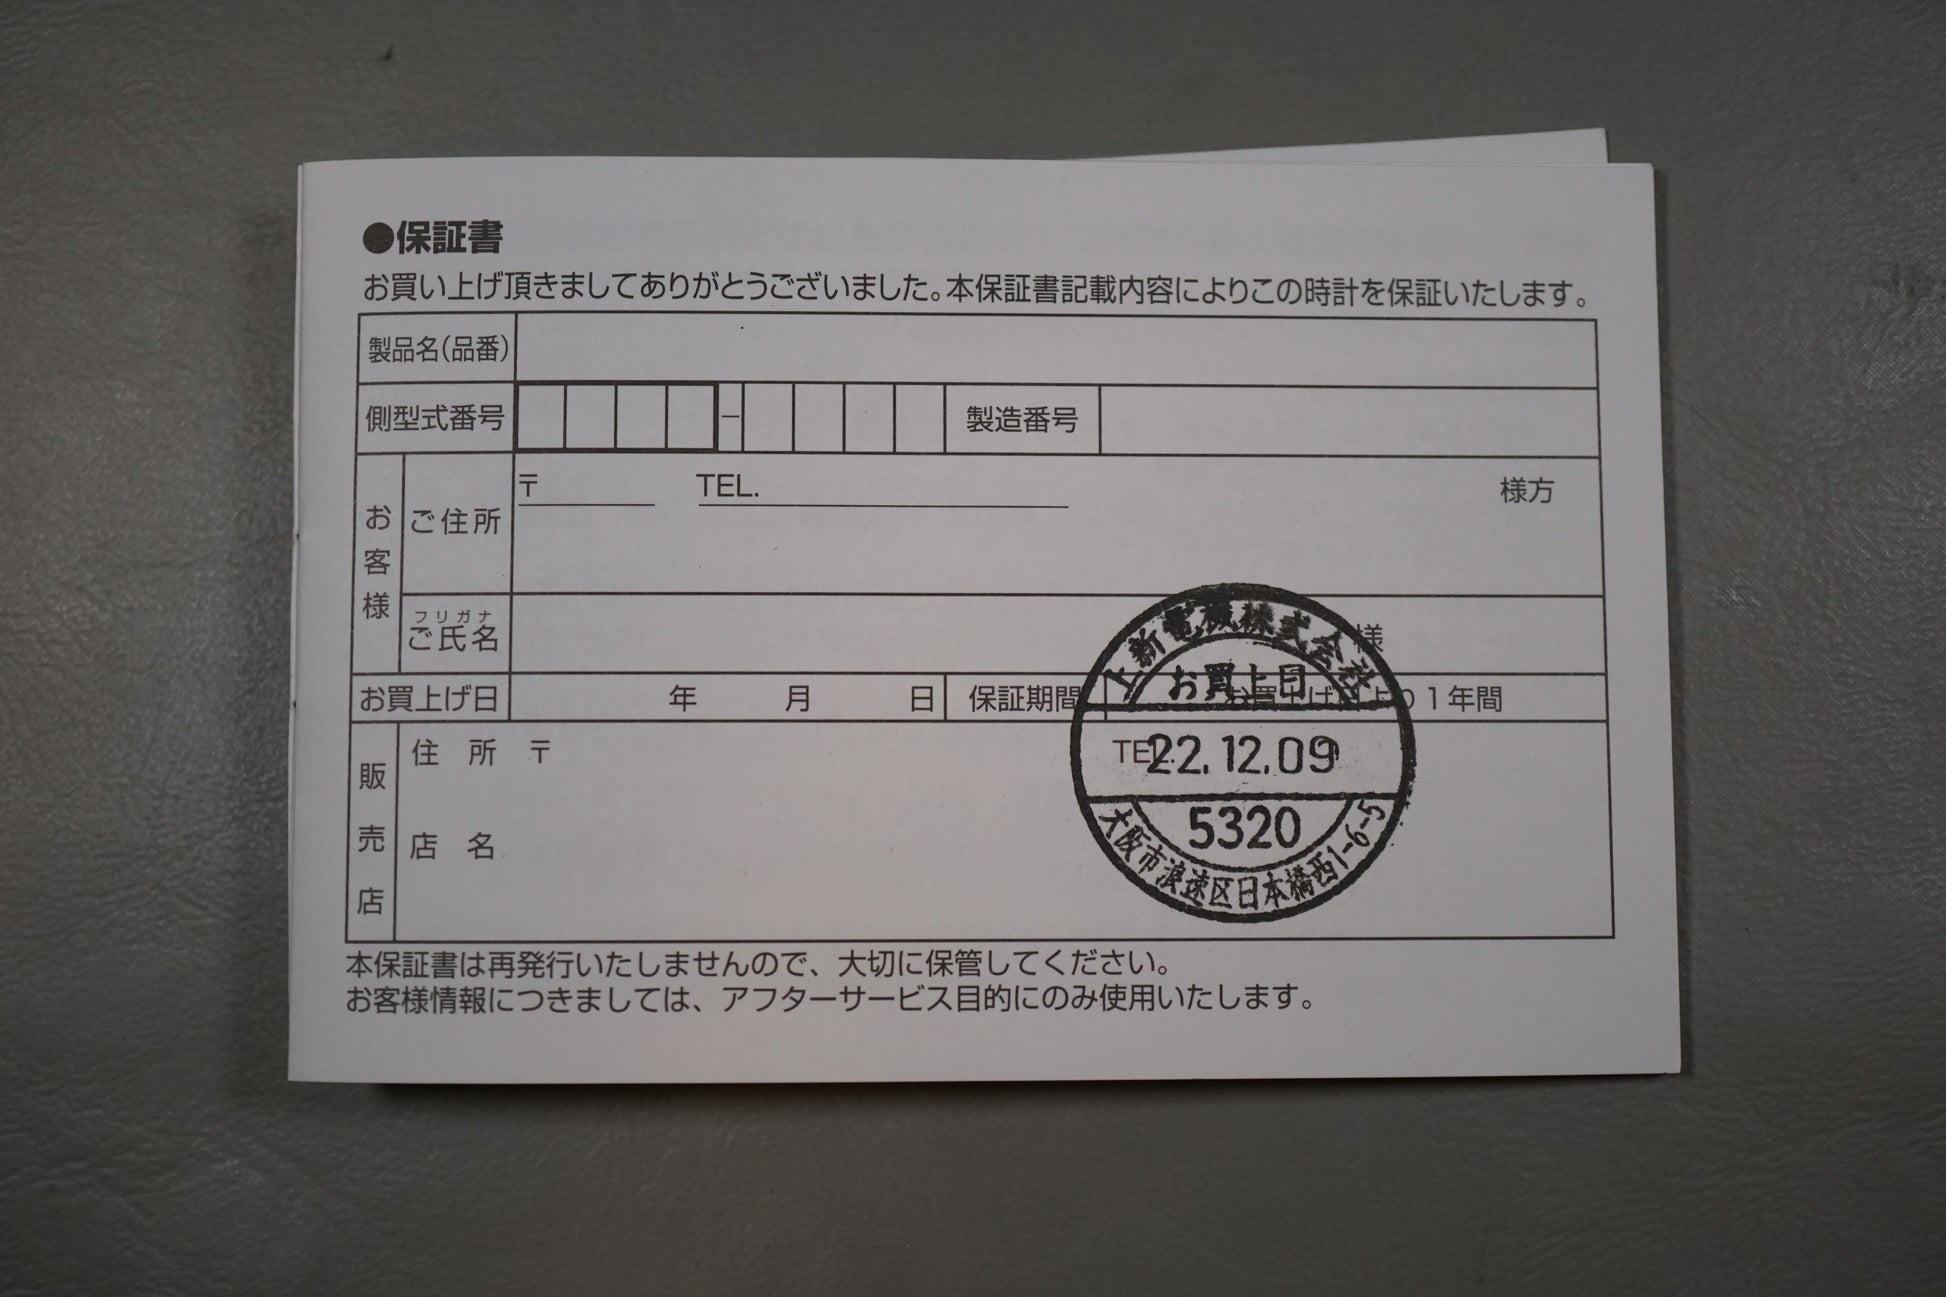 ●保証書
お買い上げ頂きましてありがとうございました。本保証書記載内容によりこの時計を保証いたします。
製品名(品番)
側型式番号 － 製造番号
お客様
ご住所 〒 TEL. 様方
フリガナ
ご氏名 様
お買上げ日 年 月 日 保証期間 お買上げ日より1年間
販売店
住所 〒 TEL.
店名
上新電機株式会社
お買上日
22.12.09
5320
大阪市浪速区日本橋西1-6-5
本保証書は再発行いたしませんので、大切に保管してください。
お客様情報につきましては、アフターサービス目的にのみ使用いたします。